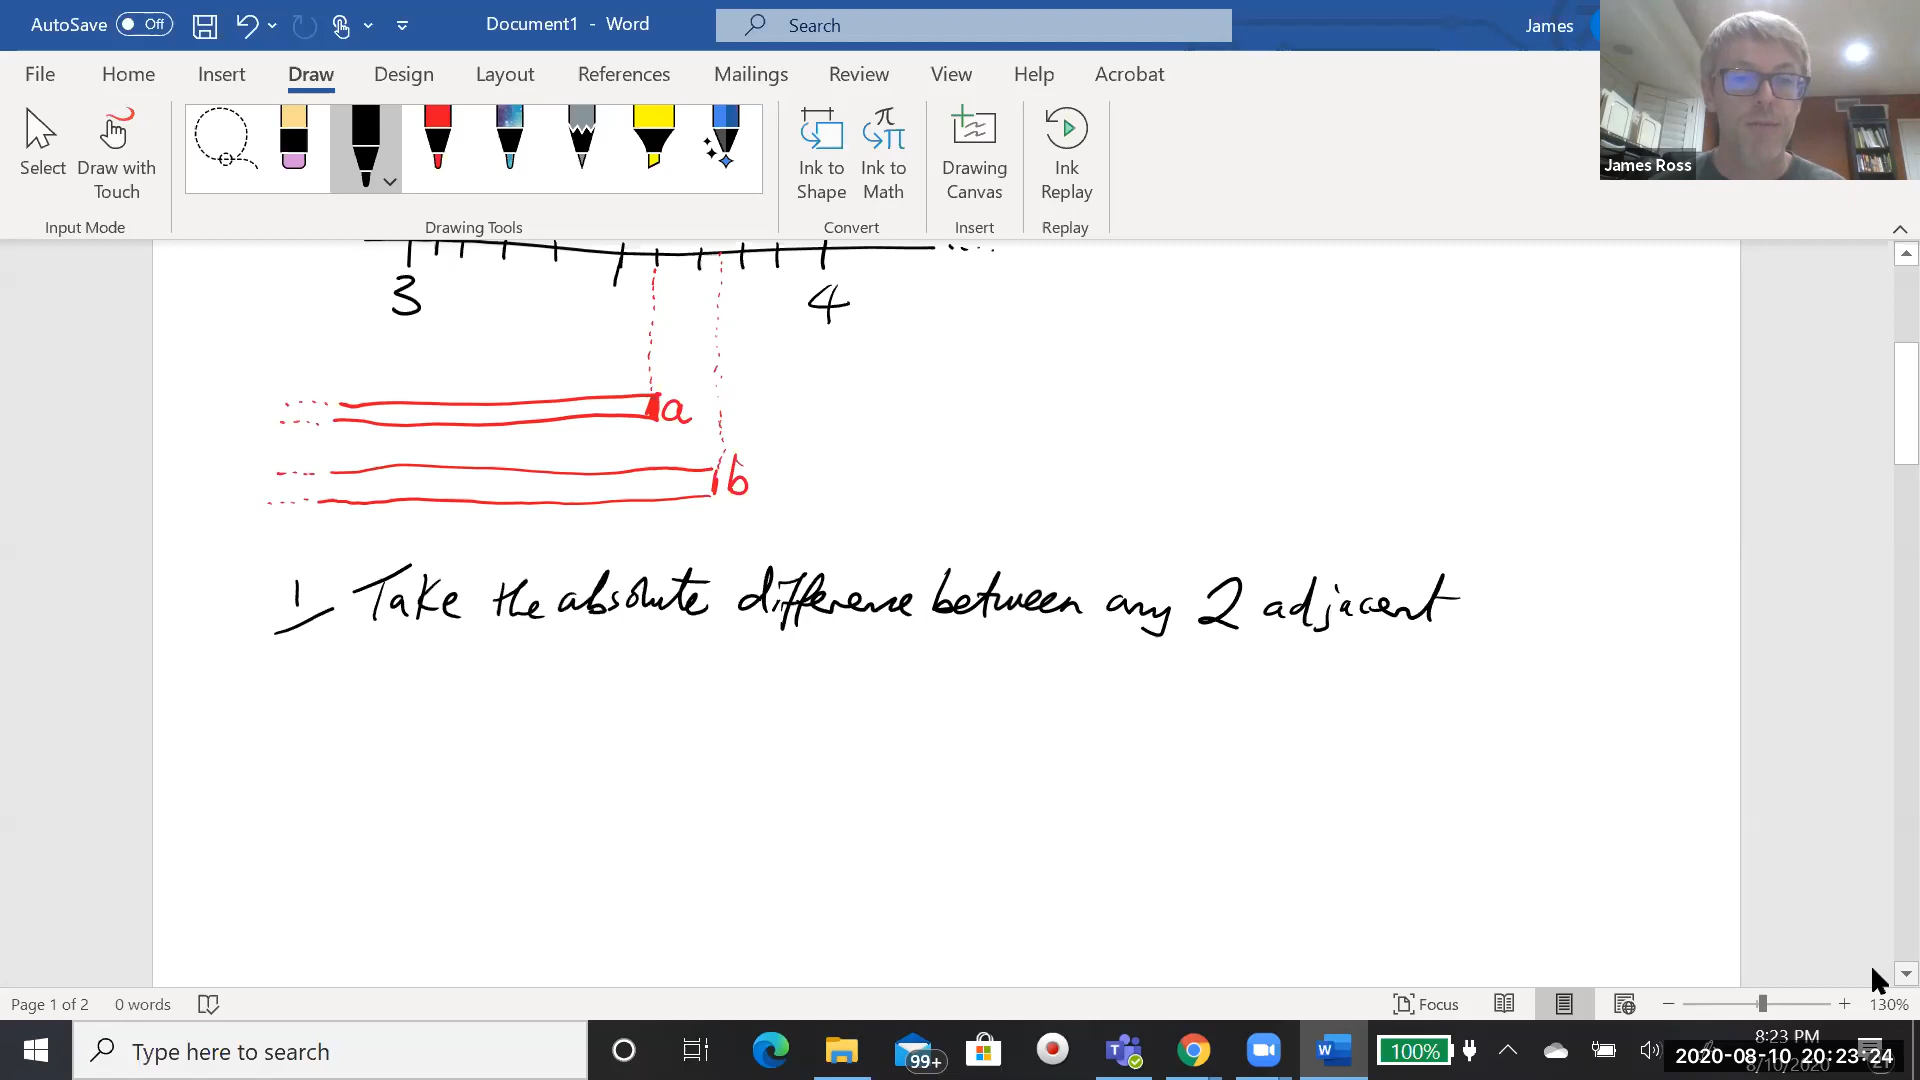 AutoSave Off Document1 - Word Search James
File Home Insert Draw Design Layout References Mailings Review View Help Acrobat
Select Draw with Touch Ink to Shape Ink to Math Drawing Canvas Ink Replay
Input Mode Drawing Tools Convert Insert Replay
James Ross
3 4
a
b
1 Take the absolute difference between any 2 adjacent
Page 1 of 2 0 words Focus 130%
Type here to search 99+ 100% 8:23 PM
8/10/2020
2020-08-10 20:23:24